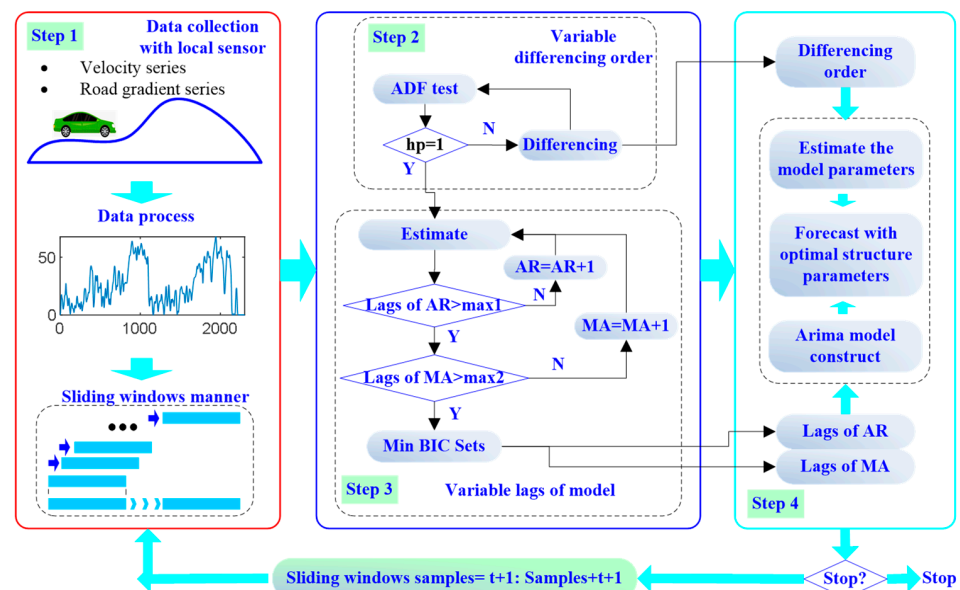 Step 1
Data collection
with local sensor
● Velocity series
● Road gradient series
Data process
50
0
0
1000
2000
Sliding windows manner
Step 2
Variable
differencing order
ADF test
hp=1
N
Differencing
Y
Estimate
AR=AR+1
Lags of AR>max1
N
MA=MA+1
Y
Lags of MA>max2
N
Y
Min BIC Sets
Step 3
Variable lags of model
Differencing
order
Estimate the
model parameters
Forecast with
optimal structure
parameters
Arima model
construct
Lags of AR
Lags of MA
Step 4
Sliding windows samples= t+1: Samples+t+1
Stop?
Stop